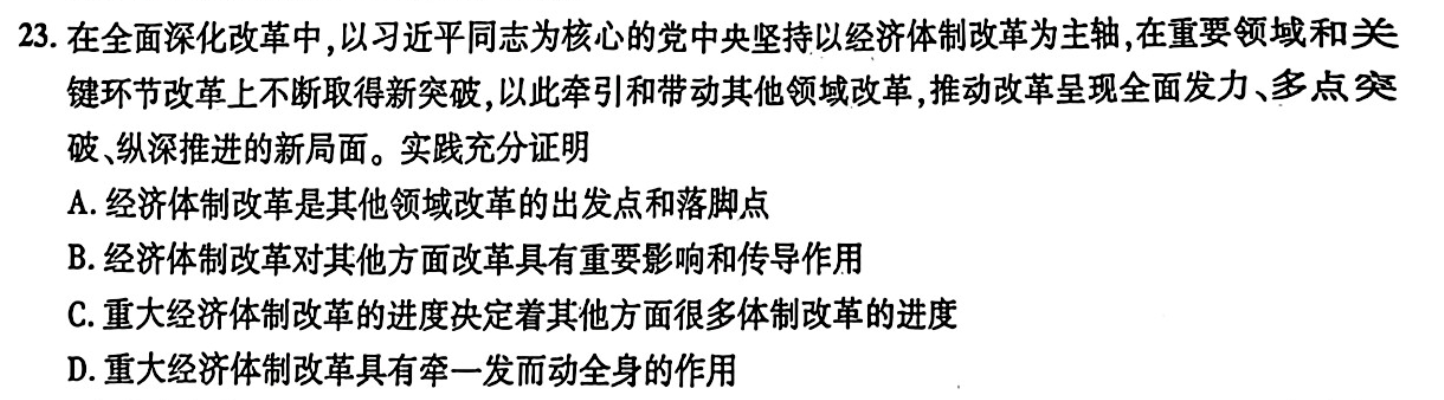 23. 在全面深化改革中,以习近平同志为核心的党中央坚持以经济体制改革为主轴,在重要领域和关
键环节改革上不断取得新突破,以此牵引和带动其他领域改革,推动改革呈现全面发力、多点突
破、纵深推进的新局面。实践充分证明
A. 经济体制改革是其他领域改革的出发点和落脚点
B. 经济体制改革对其他方面改革具有重要影响和传导作用
C. 重大经济体制改革的进度决定着其他方面很多体制改革的进度
D. 重大经济体制改革具有牵一发而动全身的作用